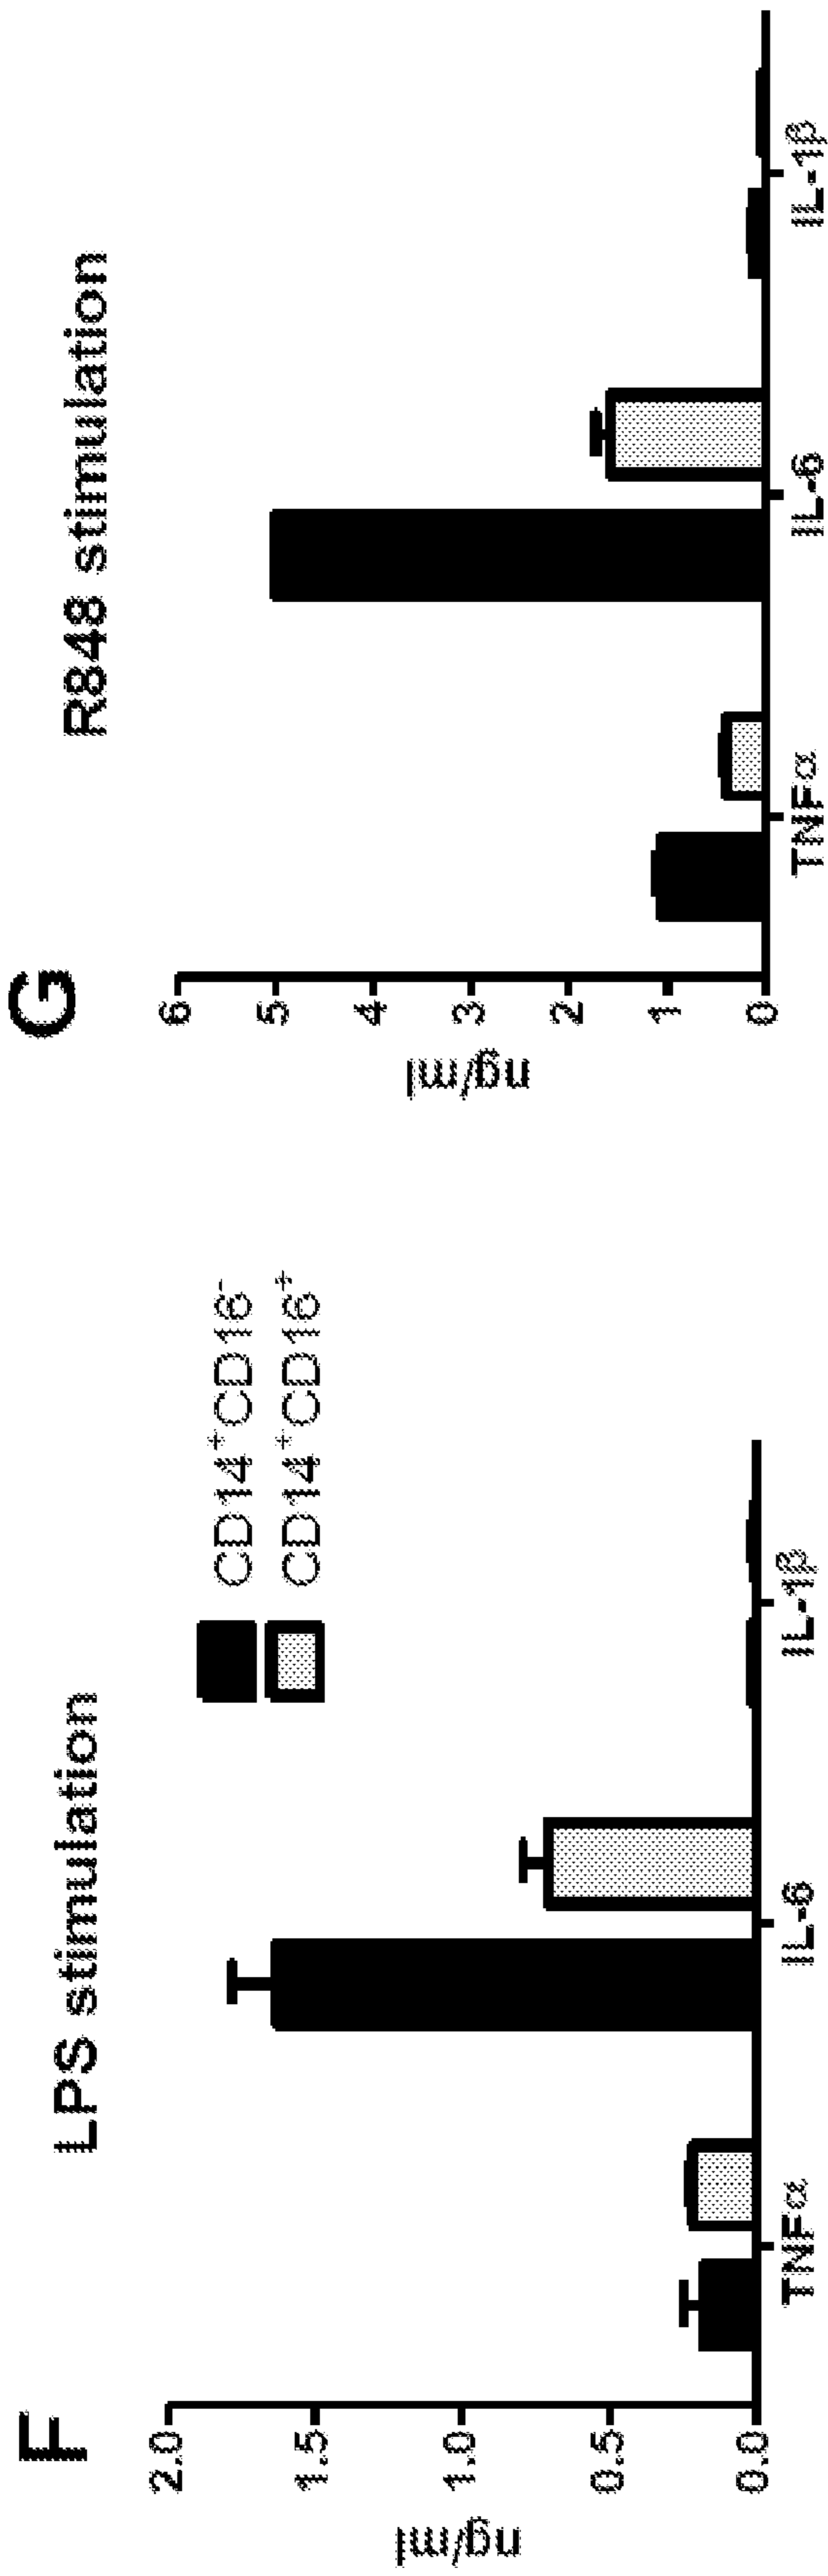 F
LPS stimulation
ng/ml
2.0
1.5
1.0
0.5
0.0
CD14⁺CD16⁻
CD14⁺CD16⁺
TNFα IL-6 IL-1β
G
R848 stimulation
ng/ml
6
5
4
3
2
1
0
TNFα IL-6 IL-1β